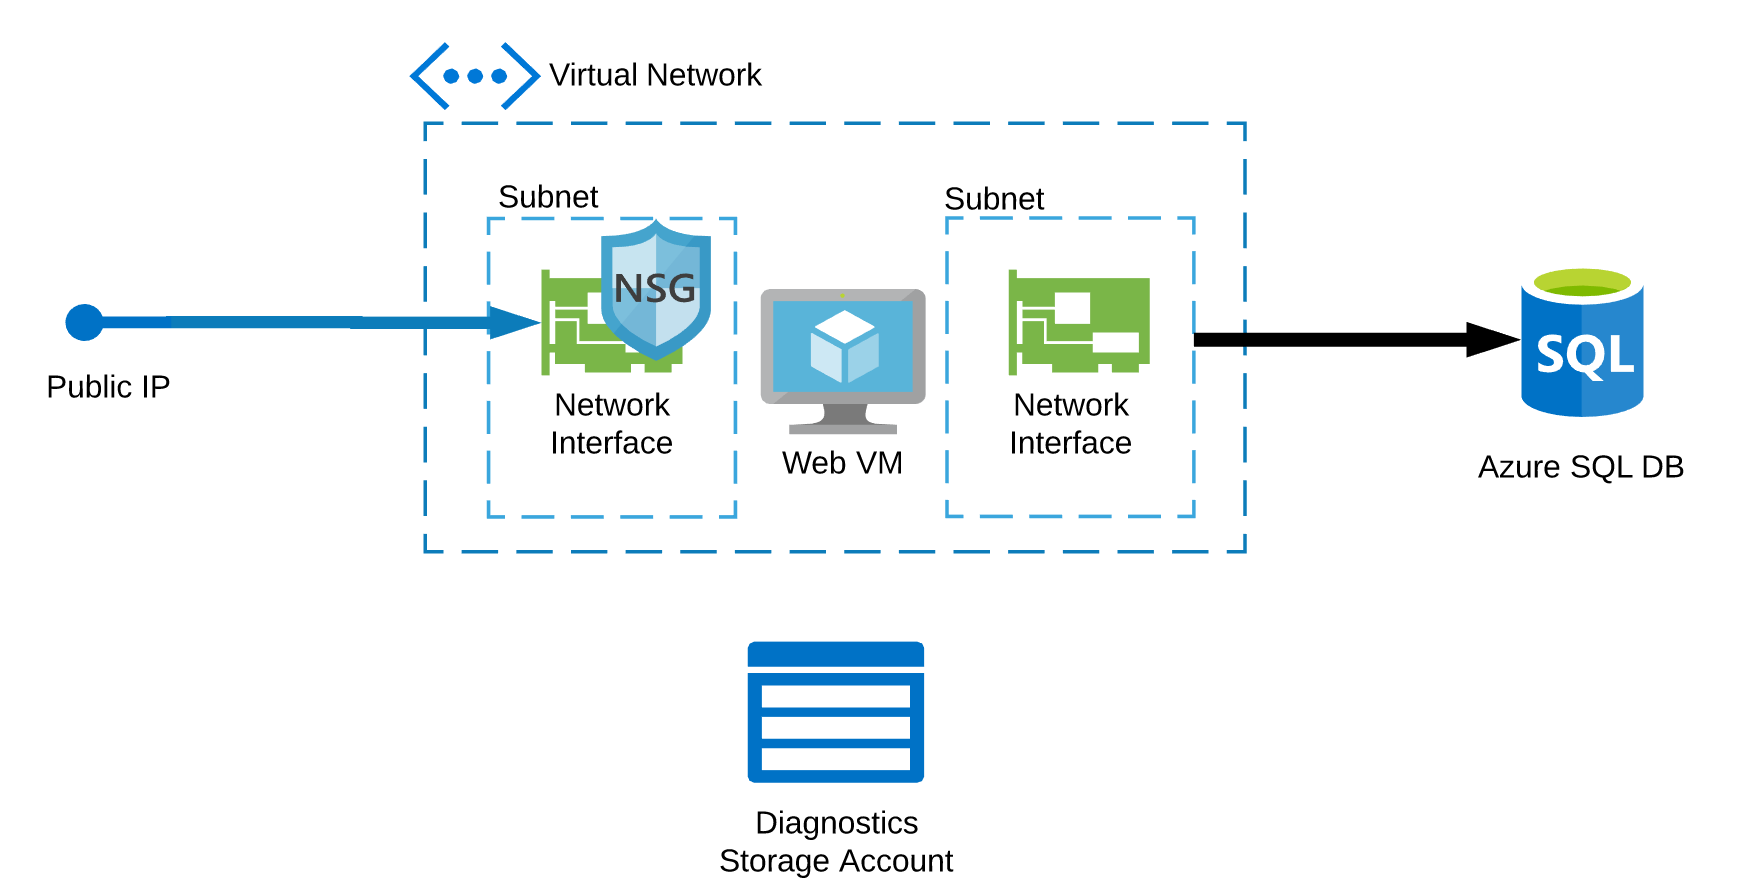 Virtual Network
Subnet
Subnet
NSG
Public IP
Network
Interface
Web VM
Network
Interface
SQL
Azure SQL DB
Diagnostics
Storage Account